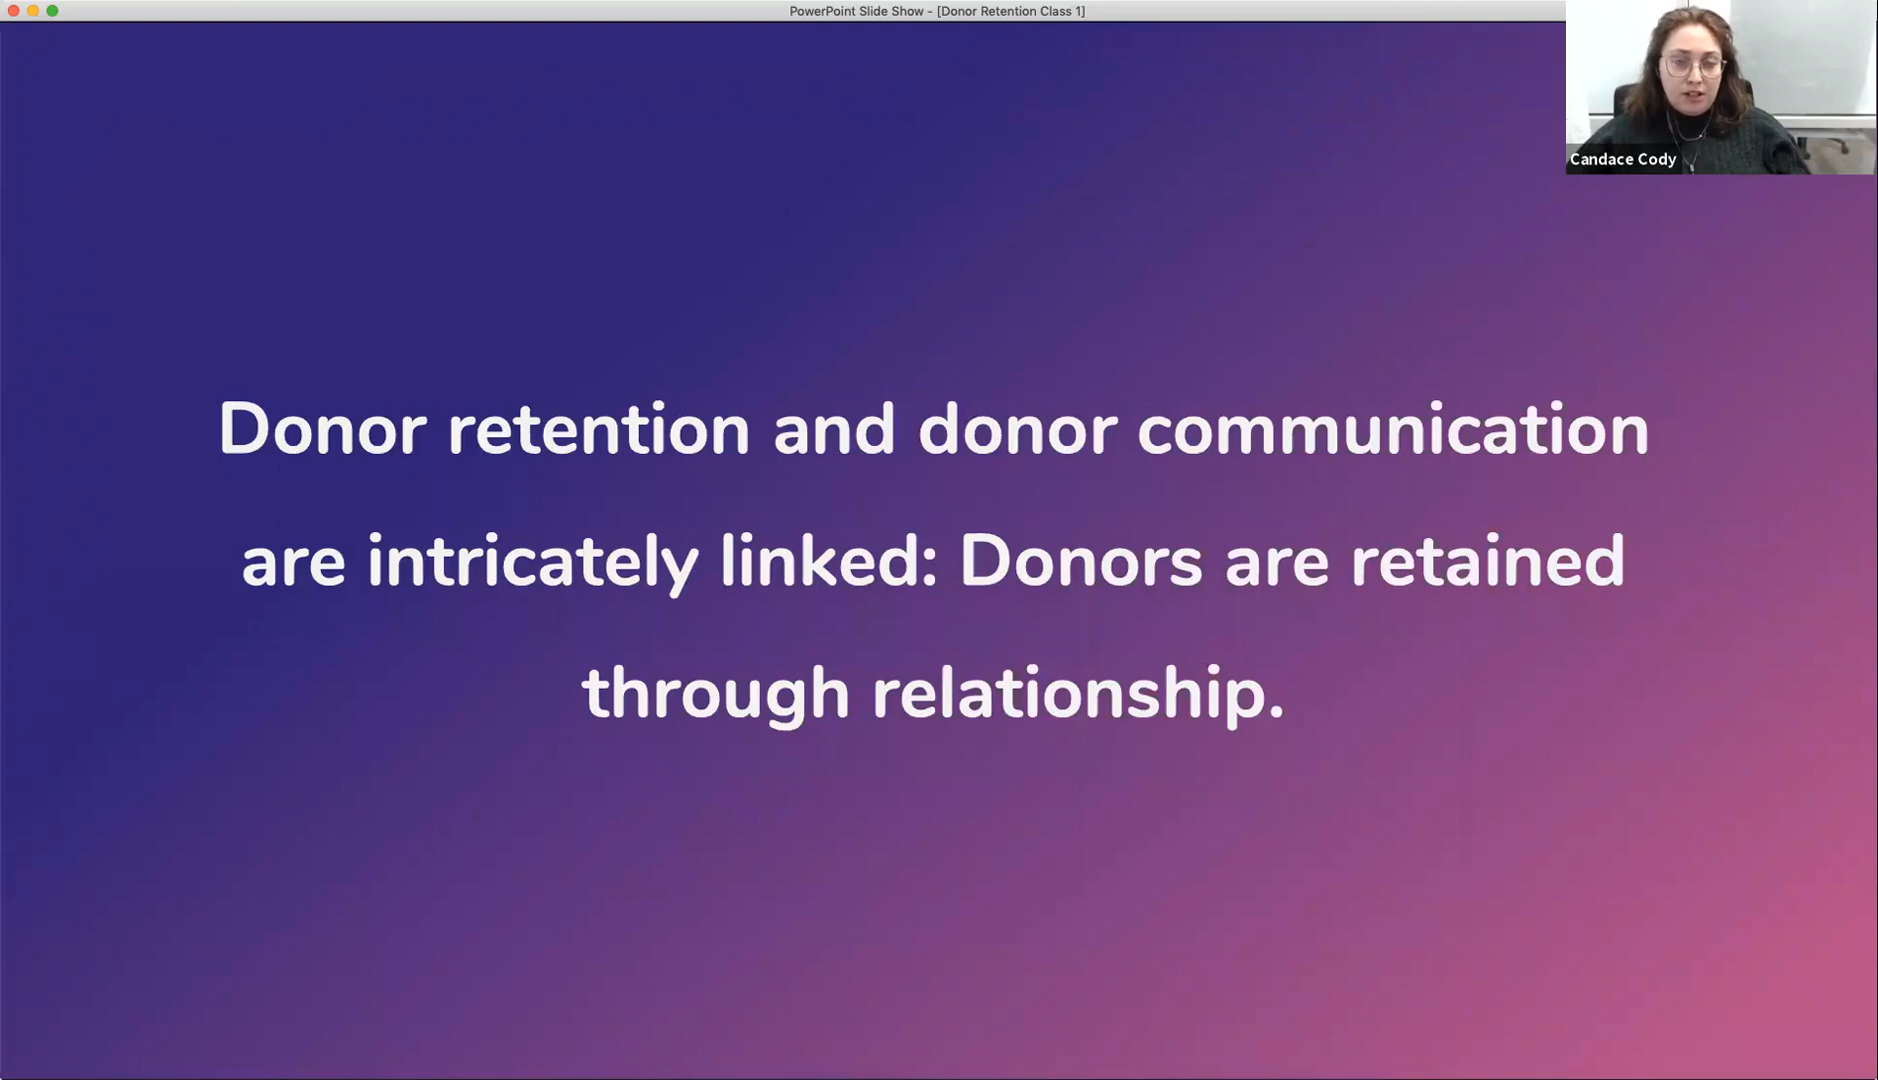 PowerPoint Slide Show - [Donor Retention Class 1]
Candace Cody
Donor retention and donor communication
are intricately linked: Donors are retained
through relationship.